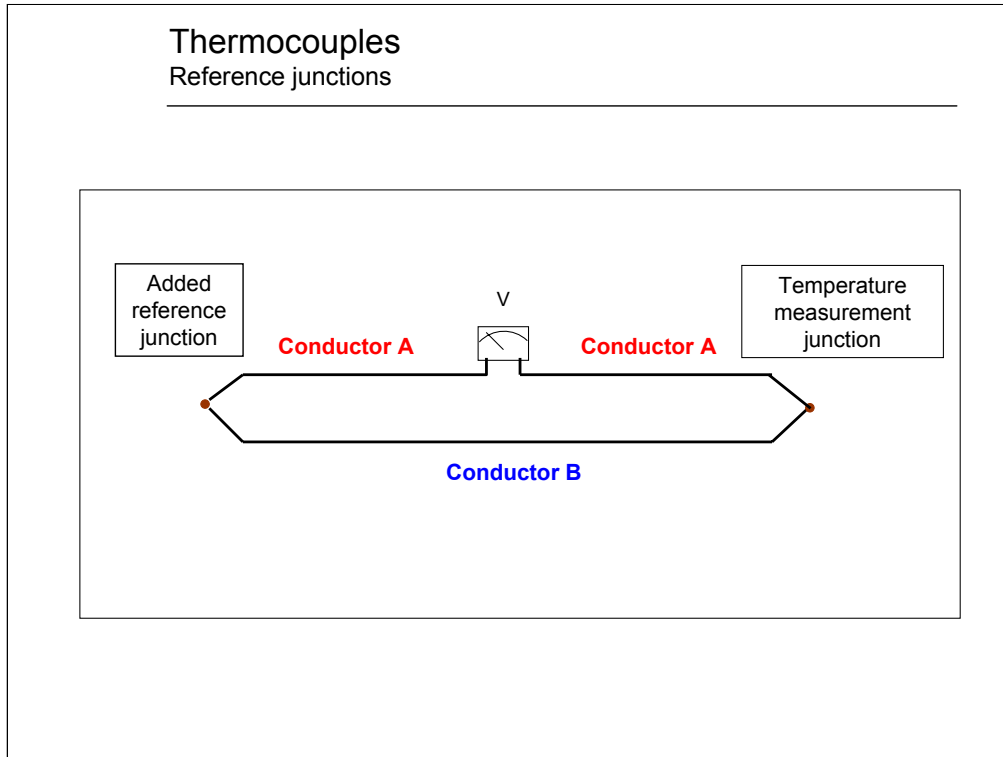 Thermocouples
Reference junctions
Added
reference
junction
V
Temperature
measurement
junction
Conductor A
Conductor A
Conductor B